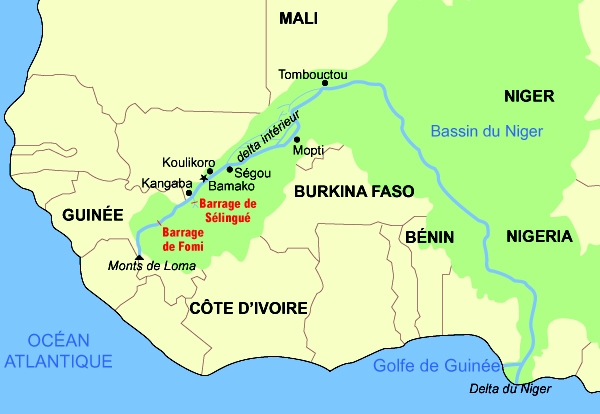 MALI
Tombouctou
NIGER
delta intérieur
Bassin du Niger
Mopti
Koulikoro
Ségou
Kangaba
Bamako
BURKINA FASO
Barrage de
Sélingué
GUINÉE
Barrage
de Fomi
BÉNIN
NIGERIA
Monts de Loma
CÔTE D'IVOIRE
OCÉAN
ATLANTIQUE
Golfe de Guinée
Delta du Niger